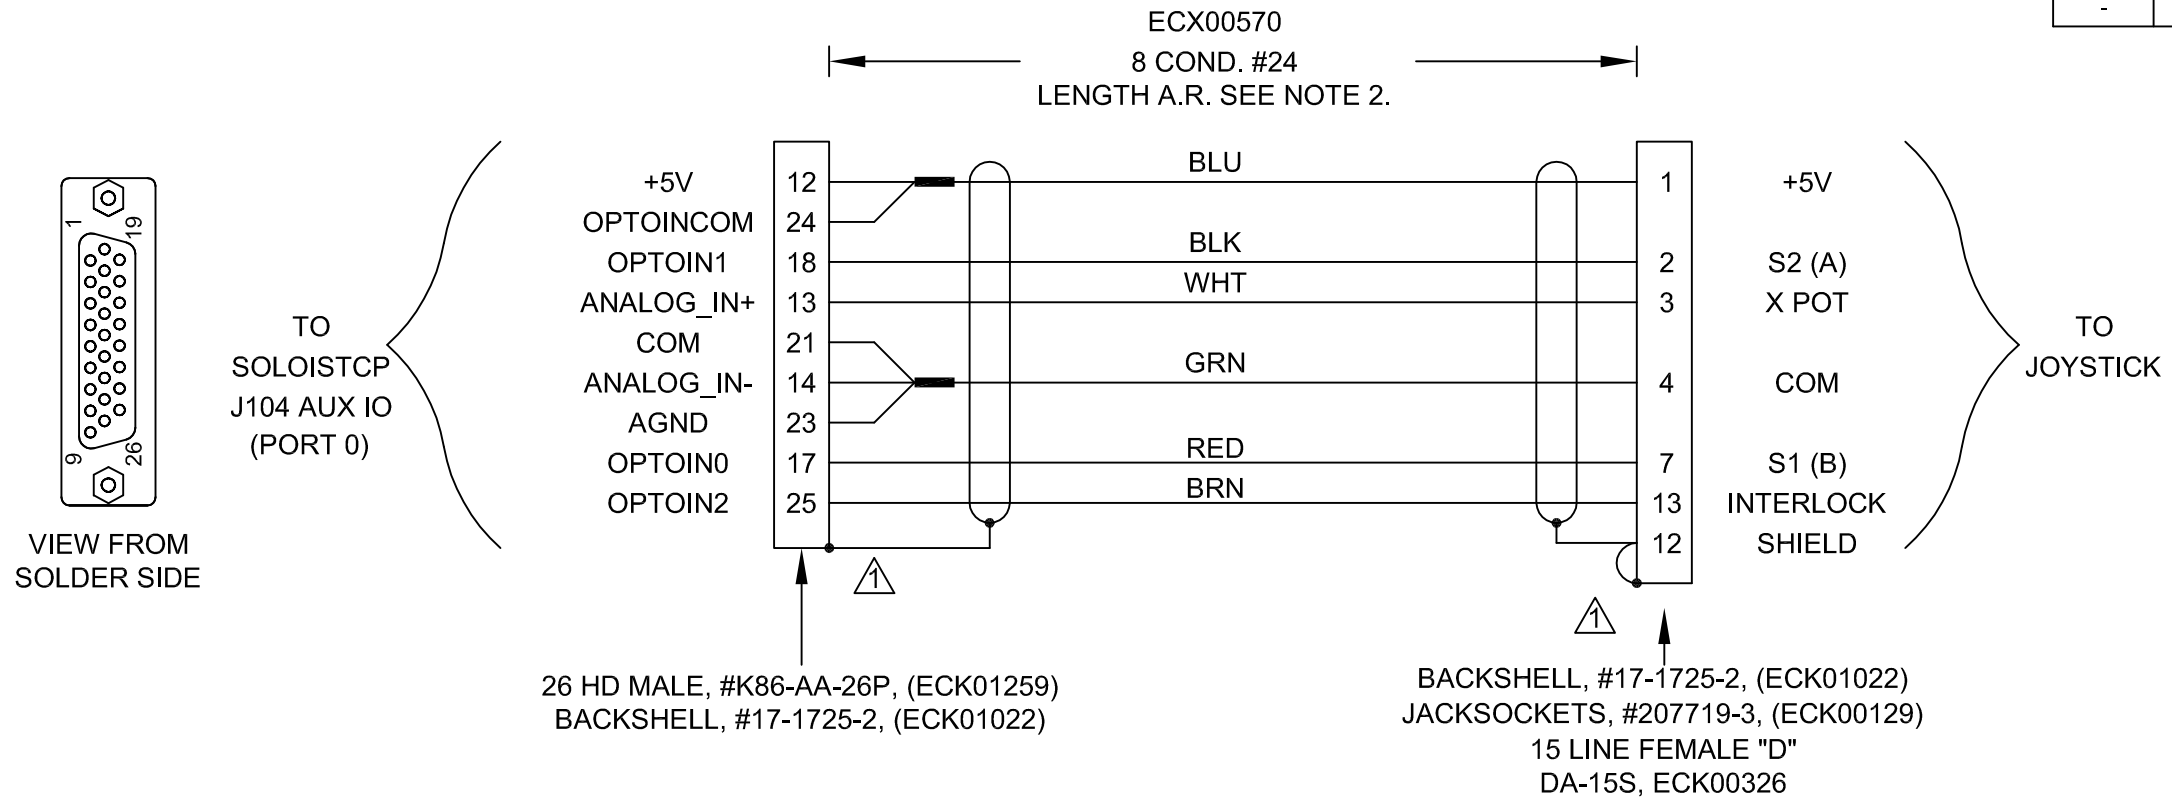 -
ECX00570
8 COND. #24
LENGTH A.R. SEE NOTE 2.
1
19
9
26
VIEW FROM
SOLDER SIDE
TO
SOLOISTCP
J104 AUX IO
(PORT 0)
+5V 12 BLU 1 +5V
OPTOINCOM 24
OPTOIN1 18 BLK 2 S2 (A)
ANALOG_IN+ 13 WHT 3 X POT
COM 21
ANALOG_IN- 14 GRN 4 COM
AGND 23
OPTOIN0 17 RED 7 S1 (B)
OPTOIN2 25 BRN 13 INTERLOCK
12 SHIELD
TO
JOYSTICK
1
1
26 HD MALE, #K86-AA-26P, (ECK01259)
BACKSHELL, #17-1725-2, (ECK01022)
BACKSHELL, #17-1725-2, (ECK01022)
JACKSOCKETS, #207719-3, (ECK00129)
15 LINE FEMALE "D"
DA-15S, ECK00326